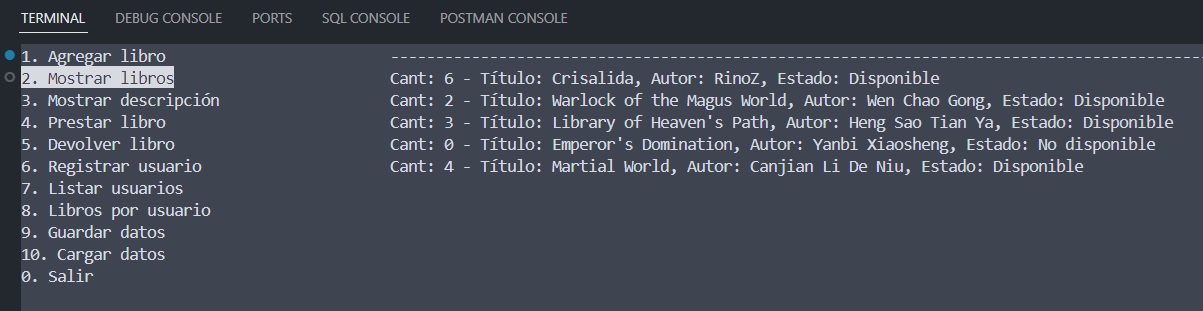 TERMINAL DEBUG CONSOLE PORTS SQL CONSOLE POSTMAN CONSOLE
1. Agregar libro ------------------------------------------------------------------------------------------
2. Mostrar libros Cant: 6 - Título: Crisalida, Autor: RinoZ, Estado: Disponible
3. Mostrar descripción Cant: 2 - Título: Warlock of the Magus World, Autor: Wen Chao Gong, Estado: Disponible
4. Prestar libro Cant: 3 - Título: Library of Heaven's Path, Autor: Heng Sao Tian Ya, Estado: Disponible
5. Devolver libro Cant: 0 - Título: Emperor's Domination, Autor: Yanbi Xiaosheng, Estado: No disponible
6. Registrar usuario Cant: 4 - Título: Martial World, Autor: Canjian Li De Niu, Estado: Disponible
7. Listar usuarios
8. Libros por usuario
9. Guardar datos
10. Cargar datos
0. Salir